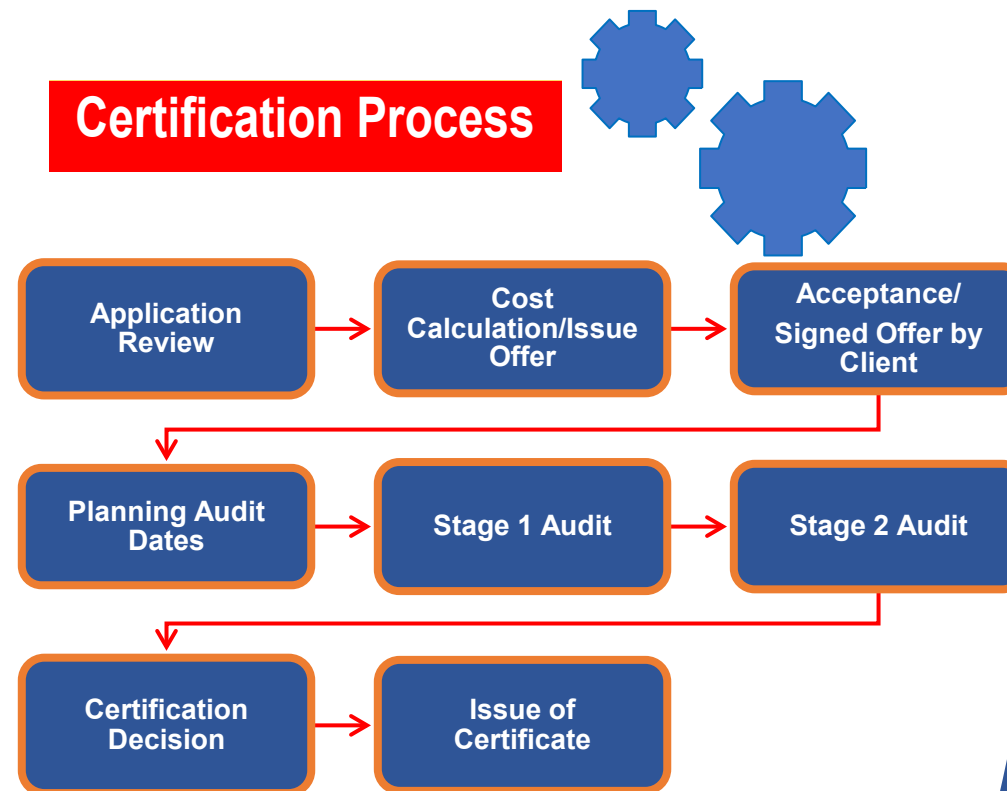 Certification Process
Application
Review
Cost
Calculation/Issue
Offer
Acceptance/
Signed Offer by
Client
Planning Audit
Dates
Stage 1 Audit
Stage 2 Audit
Certification
Decision
Issue of
Certificate